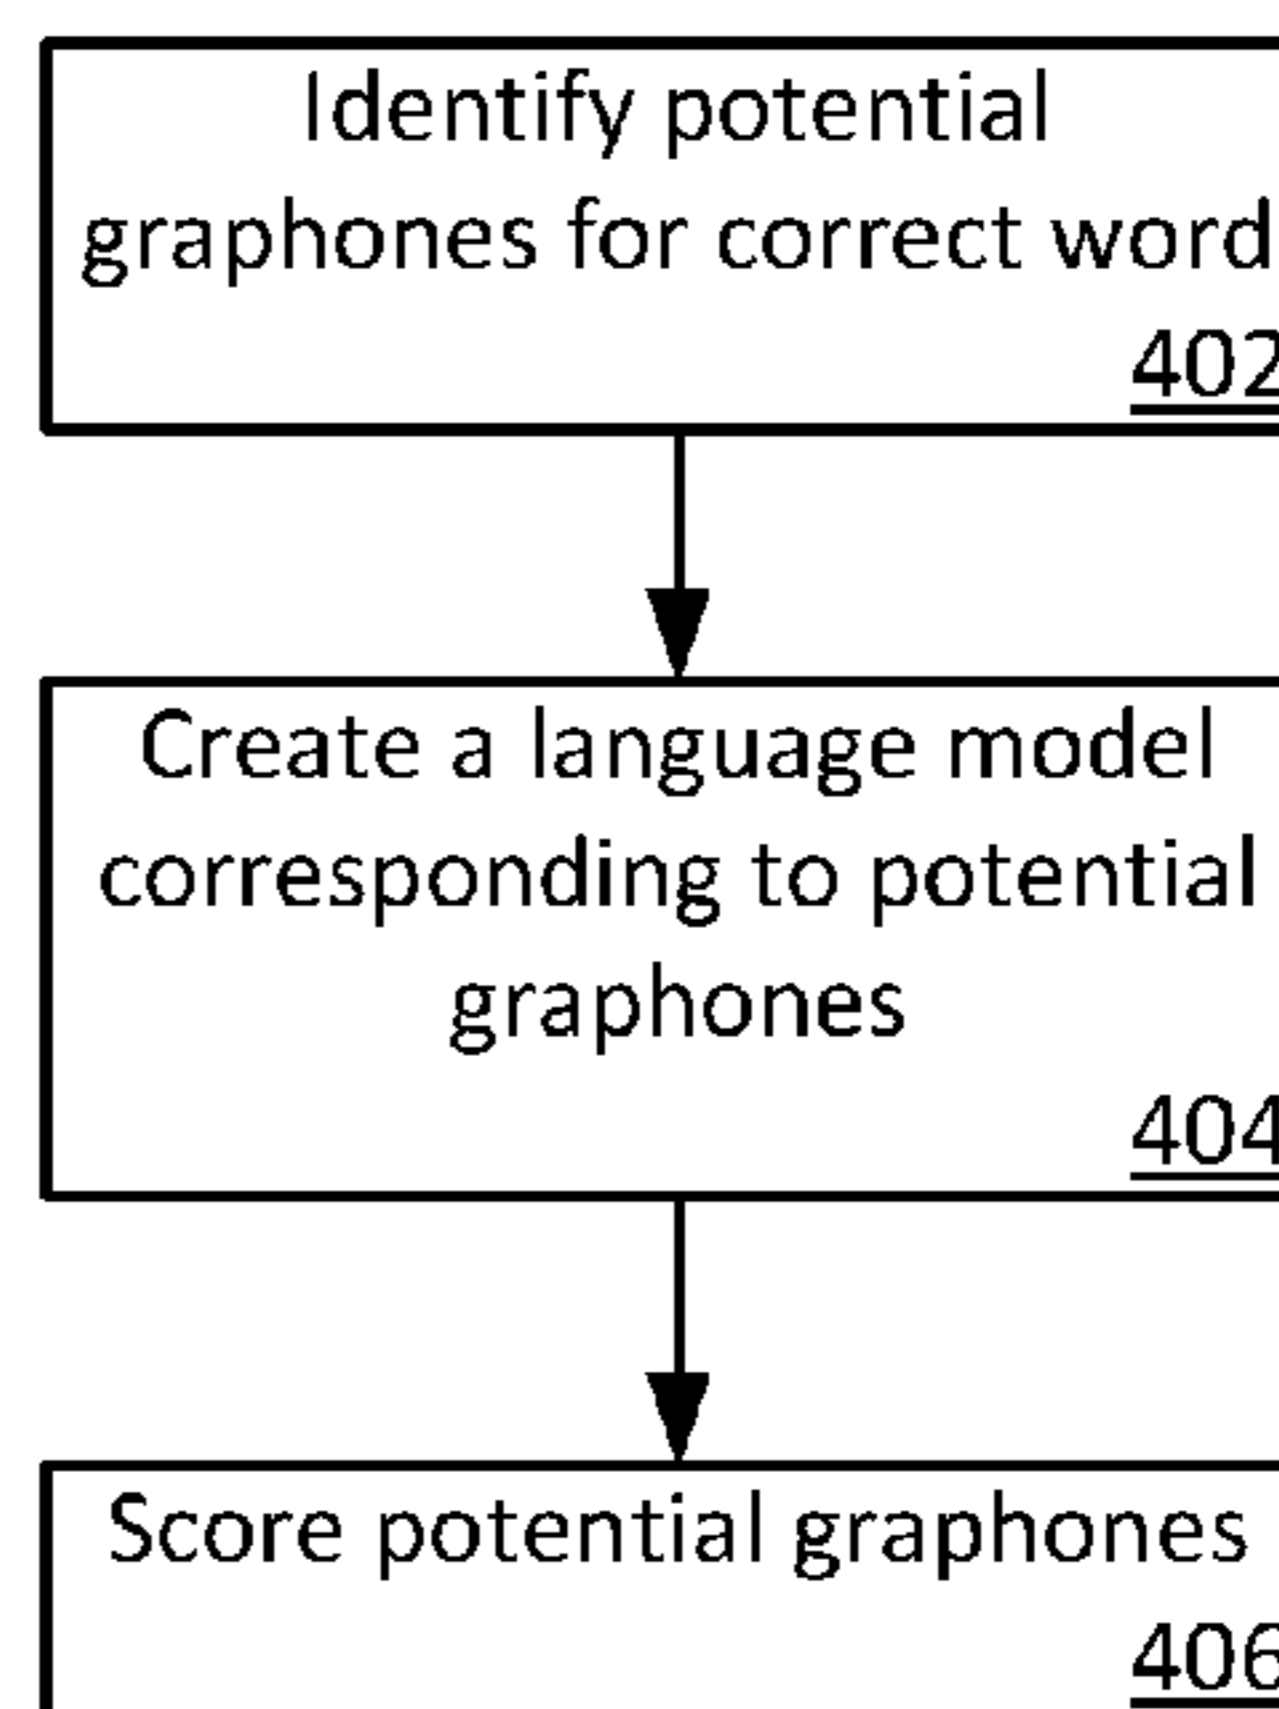 Identify potential
graphones for correct word
402
Create a language model
corresponding to potential
graphones
404
Score potential graphones
406